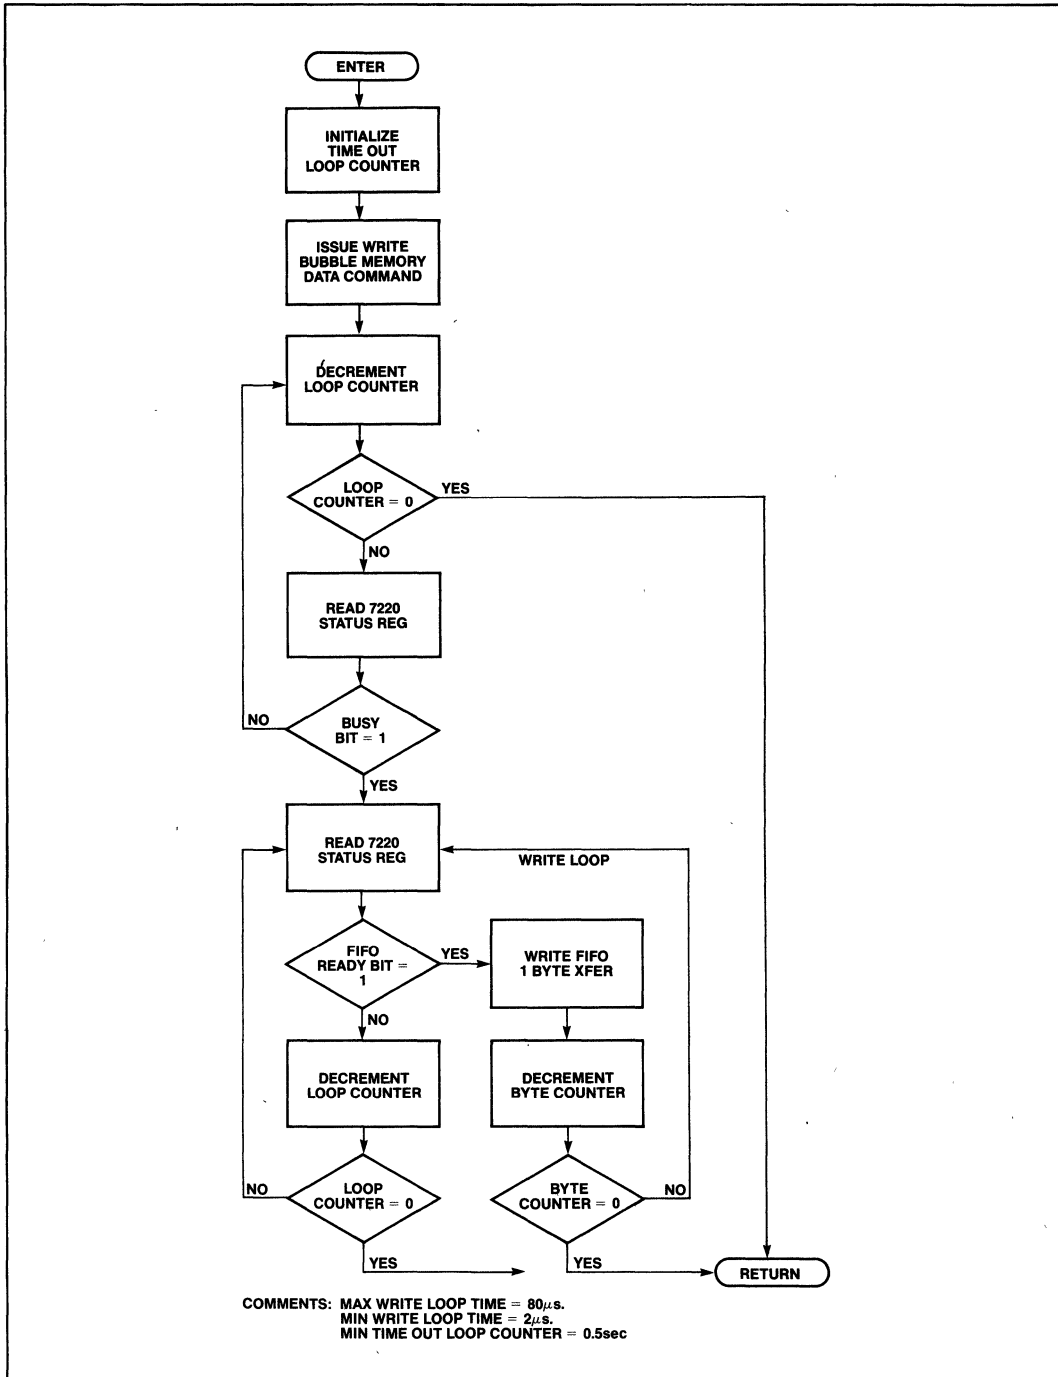 ENTER
INITIALIZE
TIME OUT
LOOP COUNTER
ISSUE WRITE
BUBBLE MEMORY
DATA COMMAND
DECREMENT
LOOP COUNTER
LOOP
COUNTER = 0
YES
NO
READ 7220
STATUS REG
BUSY
BIT = 1
NO
YES
READ 7220
STATUS REG
WRITE LOOP
FIFO
READY BIT =
1
YES
WRITE FIFO
1 BYTE XFER
NO
DECREMENT
LOOP COUNTER
DECREMENT
BYTE COUNTER
LOOP
COUNTER = 0
NO
BYTE
COUNTER = 0
NO
YES
YES
RETURN
COMMENTS: MAX WRITE LOOP TIME = 80μs.
MIN WRITE LOOP TIME = 2μs.
MIN TIME OUT LOOP COUNTER = 0.5sec